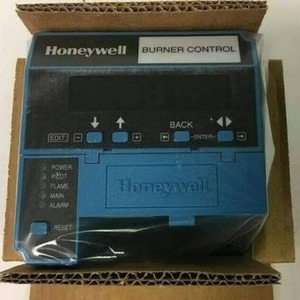 Honeywell
BURNER CONTROL
BACK
EDIT
ENTER
POWER
PILOT
FLAME
MAIN
ALARM
Honeywell
RESET